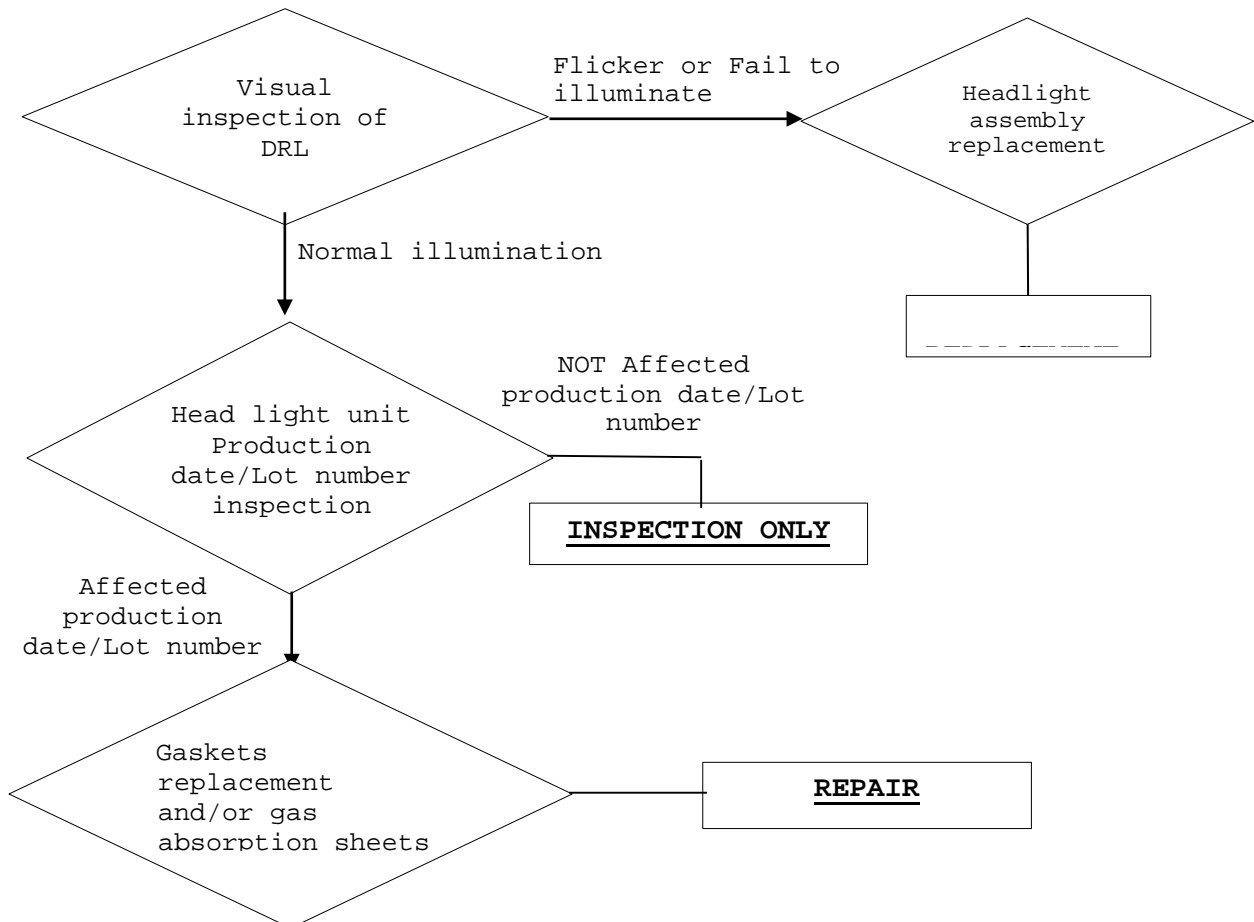 Visual
inspection of
DRL
Flicker or Fail to
illuminate
Headlight
assembly
replacement
Normal illumination
Head light unit
Production
date/Lot number
inspection
NOT Affected
production date/Lot
number
INSPECTION ONLY
Affected
production
date/Lot number
Gaskets
replacement
and/or gas
absorption sheets
REPAIR